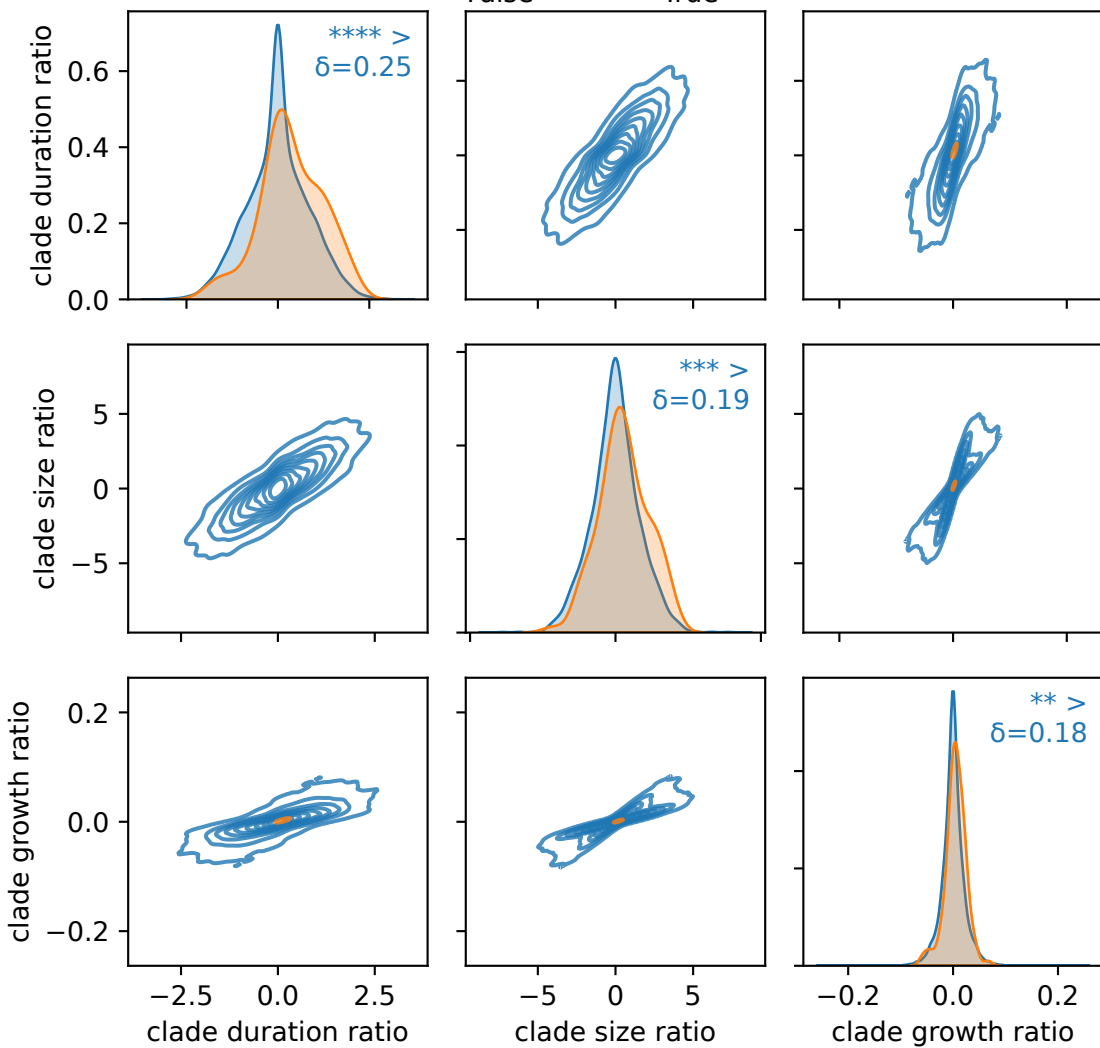 clade duration ratio
0.6
0.4
0.2
0.0
**** >
δ=0.25
clade size ratio
5
0
−5
*** >
δ=0.19
clade growth ratio
0.2
0.0
−0.2
** >
δ=0.18
−2.5 0.0 2.5
−5 0 5
−0.2 0.0 0.2
clade duration ratio
clade size ratio
clade growth ratio